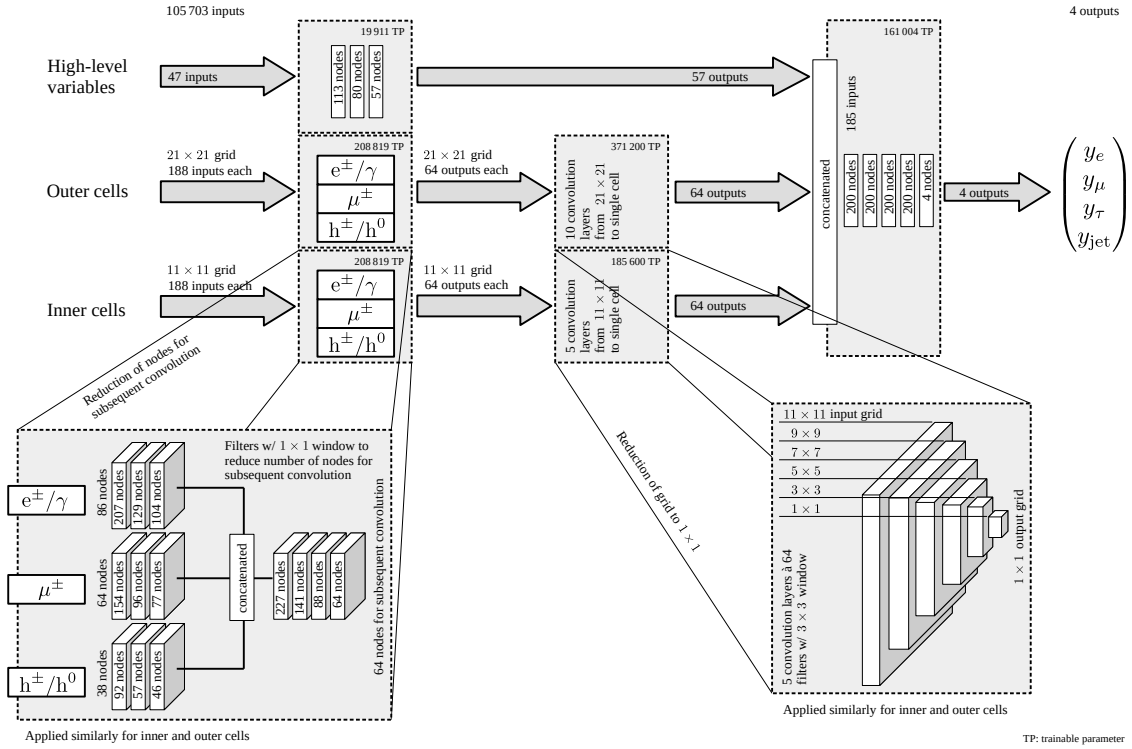 105 703 inputs
4 outputs
High-level
variables
47 inputs
19 911 TP
113 nodes
80 nodes
57 nodes
57 outputs
161 004 TP
185 inputs
concatenated
200 nodes
200 nodes
200 nodes
200 nodes
4 nodes
4 outputs
y_e
y_μ
y_τ
y_jet
Outer cells
21 × 21 grid
188 inputs each
208 819 TP
e^±/γ
μ^±
h^±/h^0
21 × 21 grid
64 outputs each
371 200 TP
10 convolution
layers
from 21 × 21
to single cell
64 outputs
Inner cells
11 × 11 grid
188 inputs each
208 819 TP
e^±/γ
μ^±
h^±/h^0
11 × 11 grid
64 outputs each
185 600 TP
5 convolution
layers
from 11 × 11
to single cell
64 outputs
Reduction of nodes for
subsequent convolution
Filters w/ 1 × 1 window to
reduce number of nodes for
subsequent convolution
e^±/γ
86 nodes
207 nodes
129 nodes
104 nodes
μ^±
64 nodes
154 nodes
96 nodes
77 nodes
h^±/h^0
38 nodes
92 nodes
57 nodes
46 nodes
concatenated
227 nodes
141 nodes
88 nodes
64 nodes
64 nodes for subsequent convolution
Applied similarly for inner and outer cells
Reduction of grid to 1 × 1
11 × 11 input grid
9 × 9
7 × 7
5 × 5
3 × 3
1 × 1
5 convolution layers à 64
filters w/ 3 × 3 window
1 × 1 output grid
Applied similarly for inner and outer cells
TP: trainable parameter